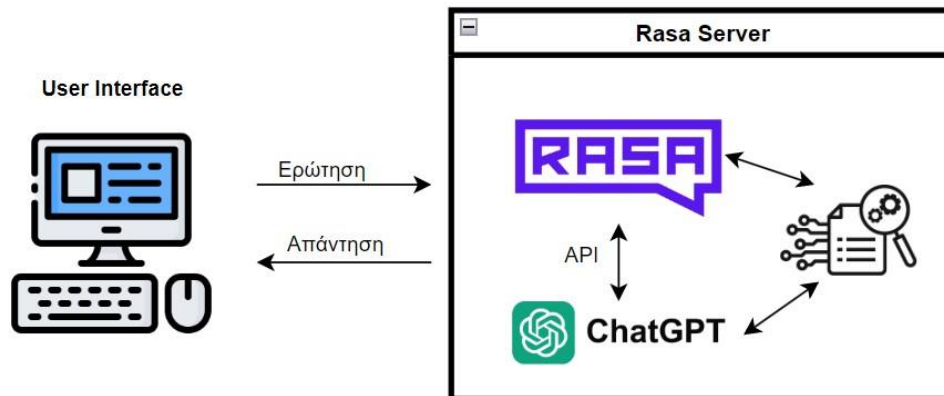 Rasa Server
User Interface
RASA
Ερώτηση
Απάντηση
API
ChatGPT